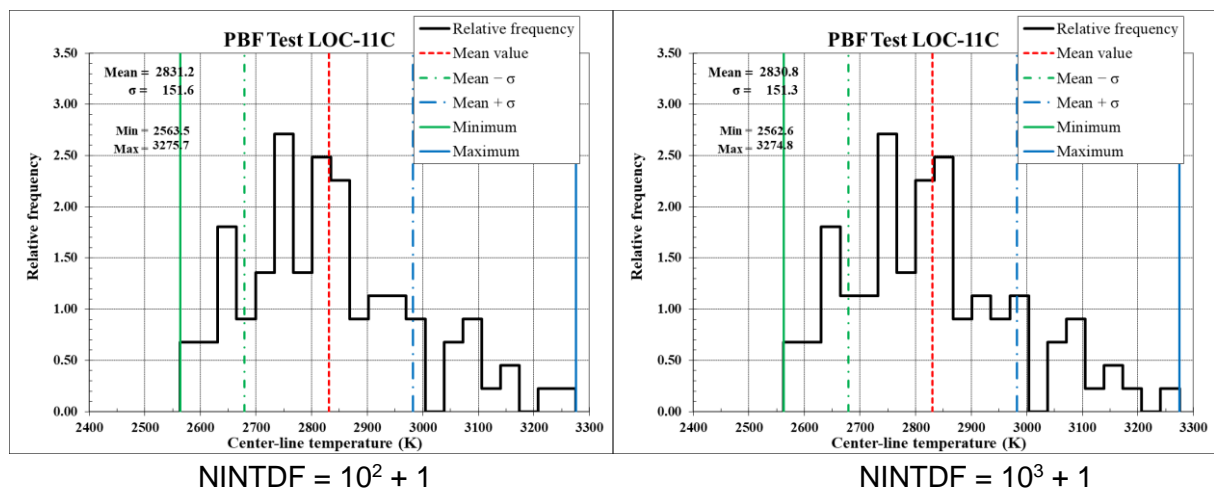 PBF Test LOC-11C
Relative frequency
Mean value
Mean − σ
Mean + σ
Minimum
Maximum
Mean = 2831.2
σ = 151.6
Min = 2563.5
Max = 3275.7
3.50
3.00
2.50
2.00
1.50
1.00
0.50
0.00
Relative frequency
2400 2500 2600 2700 2800 2900 3000 3100 3200 3300
Center-line temperature (K)
NINTDF = 10² + 1
PBF Test LOC-11C
Relative frequency
Mean value
Mean − σ
Mean + σ
Minimum
Maximum
Mean = 2830.8
σ = 151.3
Min = 2562.6
Max = 3274.8
3.50
3.00
2.50
2.00
1.50
1.00
0.50
0.00
Relative frequency
2400 2500 2600 2700 2800 2900 3000 3100 3200 3300
Center-line temperature (K)
NINTDF = 10³ + 1